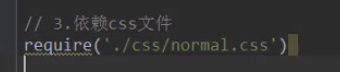 // 3.依赖css文件
require('./css/normal.css')